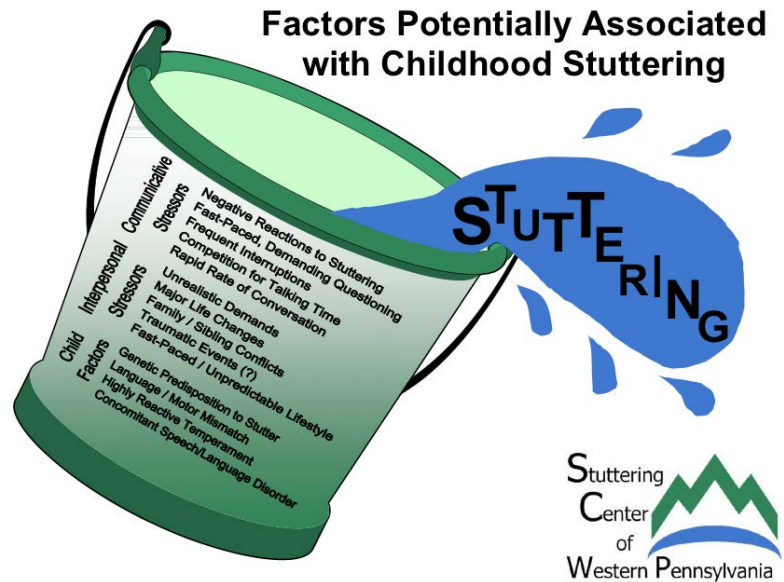 Factors Potentially Associated
with Childhood Stuttering
Communicative
Stressors
Negative Reactions to Stuttering
Fast-Paced, Demanding Questioning
Frequent Interruptions
Competition for Talking Time
Rapid Rate of Conversation
Interpersonal
Stressors
Unrealistic Demands
Major Life Changes
Family / Sibling Conflicts
Traumatic Events (?)
Fast-Paced / Unpredictable Lifestyle
Child
Factors
Genetic Predisposition to Stutter
Language / Motor Mismatch
Highly Reactive Temperament
Concomitant Speech/Language Disorder
STUTTERING
Stuttering
Center
of
Western Pennsylvania